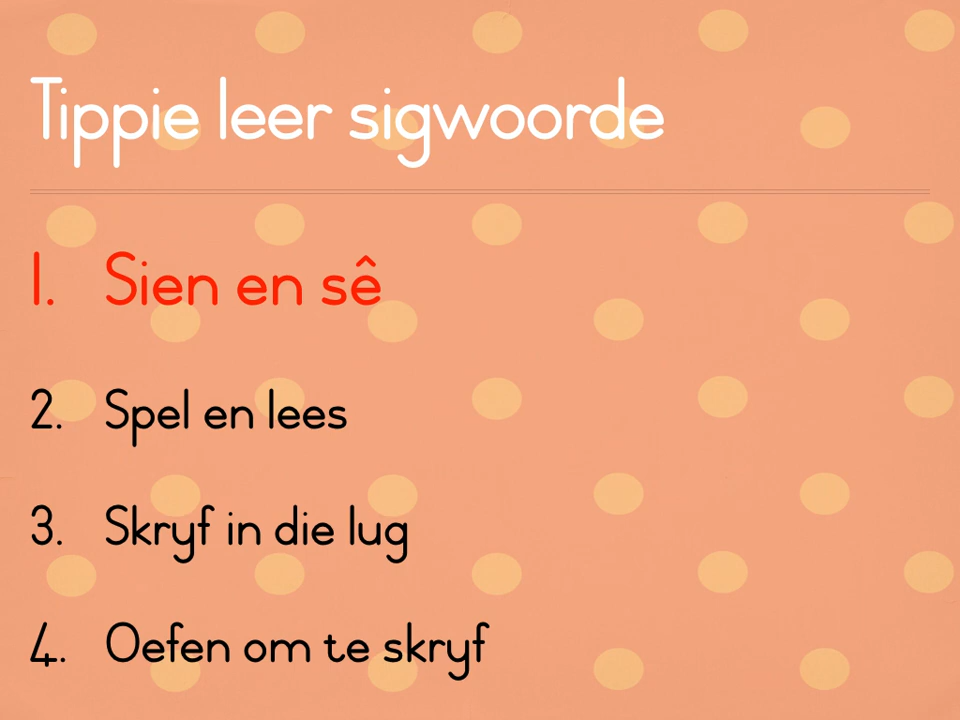 Tippie leer sigwoorde
1. Sien en sê
2. Spel en lees
3. Skryf in die lug
4. Oefen om te skryf